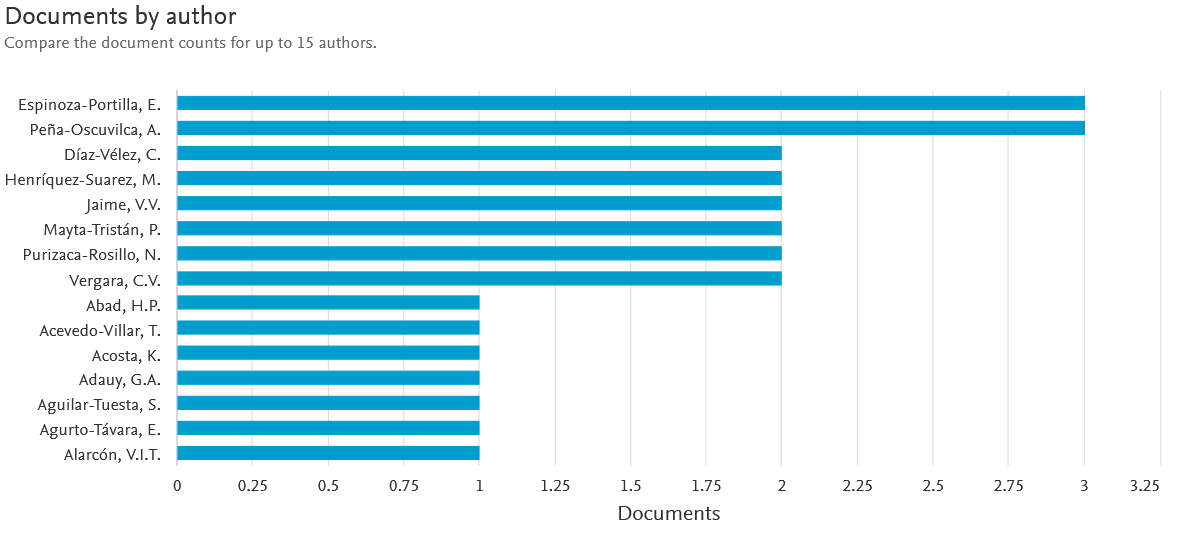 Documents by author
Compare the document counts for up to 15 authors.
Espinoza-Portilla, E.
Peña-Oscuvilca, A.
Díaz-Vélez, C.
Henríquez-Suarez, M.
Jaime, V.V.
Mayta-Tristán, P.
Purizaca-Rosillo, N.
Vergara, C.V.
Abad, H.P.
Acevedo-Villar, T.
Acosta, K.
Adauy, G.A.
Aguilar-Tuesta, S.
Agurto-Távara, E.
Alarcón, V.I.T.
0 0.25 0.5 0.75 1 1.25 1.5 1.75 2 2.25 2.5 2.75 3 3.25
Documents